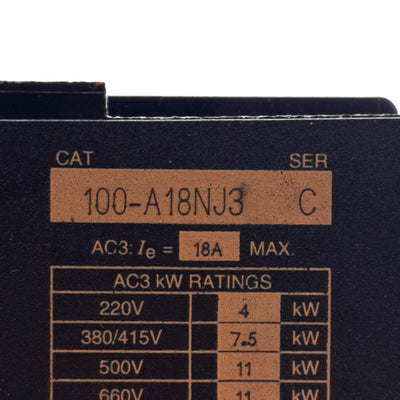 CAT SER
100-A18NJ3 C
AC3: Ie = 18A MAX.
AC3 kW RATINGS
220V 4 kW
380/415V 7.5 kW
500V 11 kW
660V 11 kW